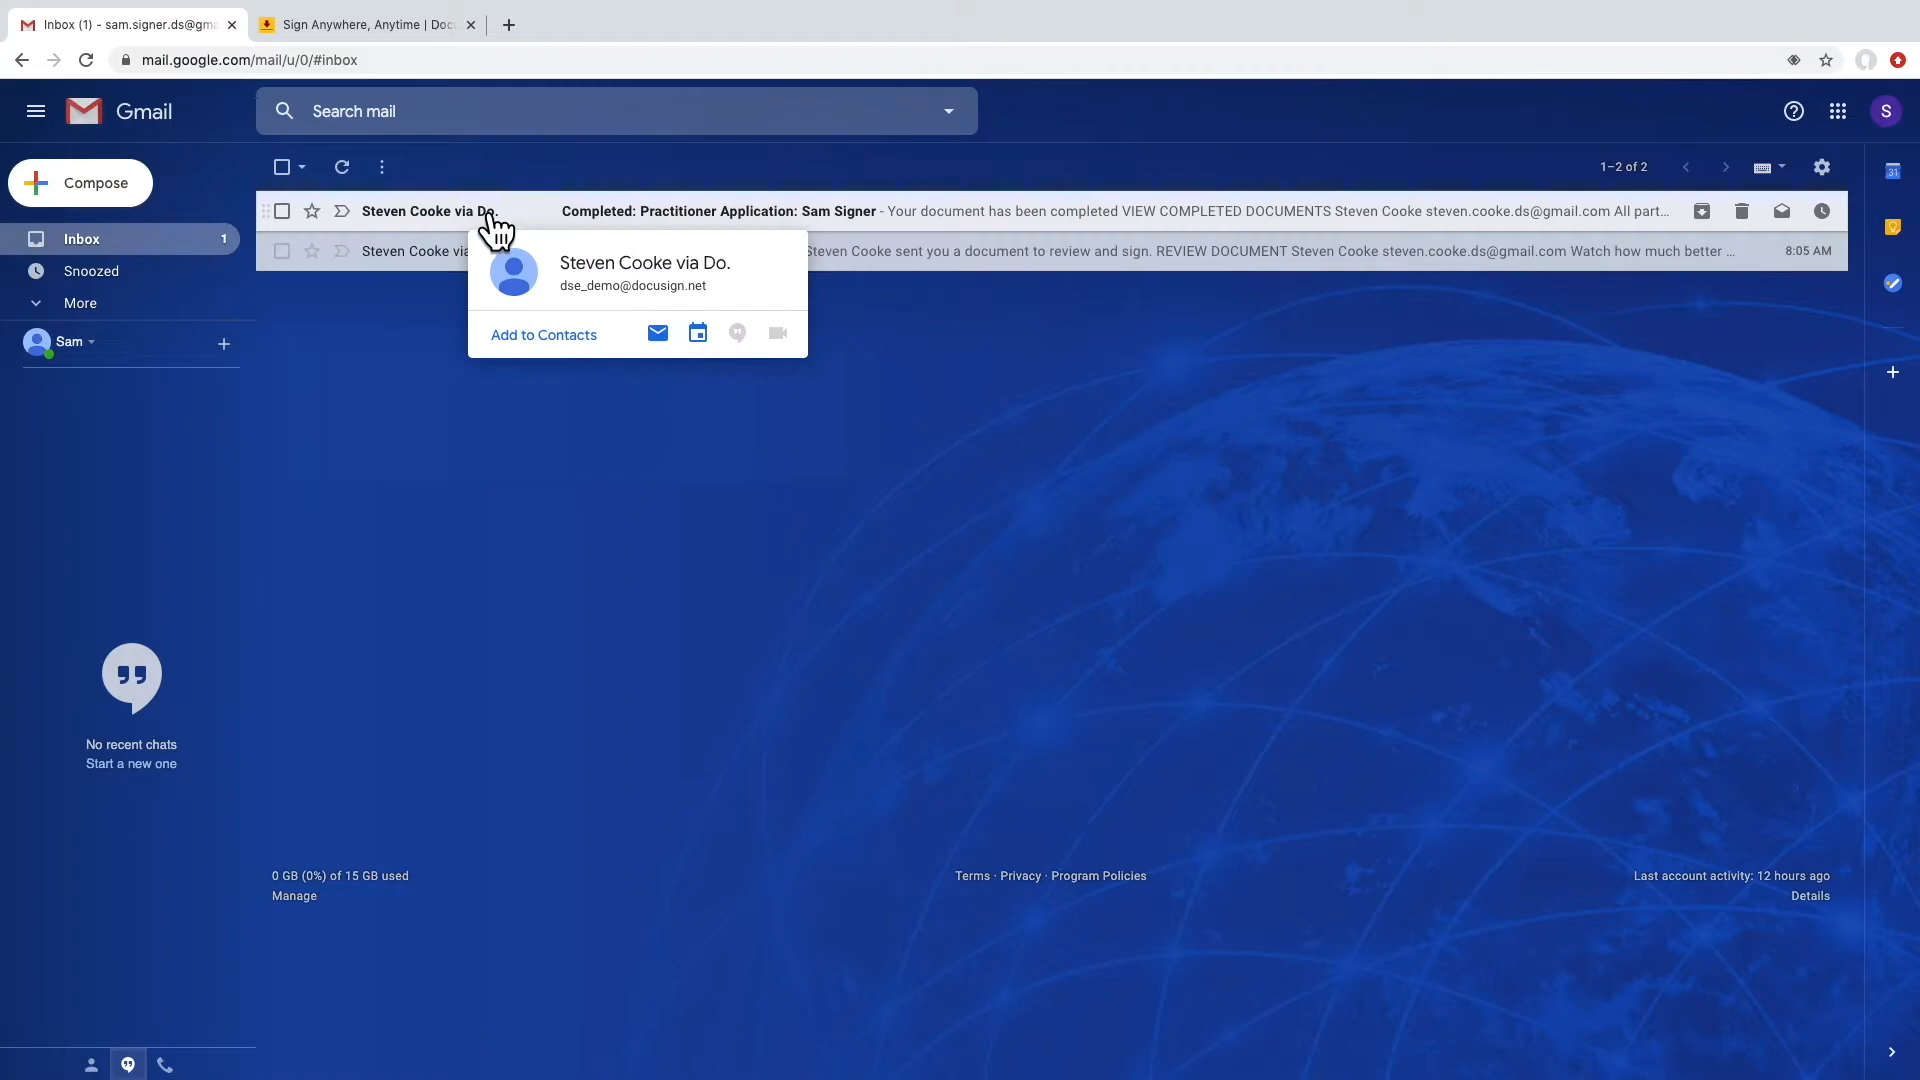 Inbox (1) - sam.signer.ds@gma
Sign Anywhere, Anytime | Doc
mail.google.com/mail/u/0/#inbox
Gmail
Search mail
S
Compose
1–2 of 2
31
Steven Cooke via Do.
Completed: Practitioner Application: Sam Signer - Your document has been completed VIEW COMPLETED DOCUMENTS Steven Cooke steven.cooke.ds@gmail.com All part...
Inbox
1
Steven Cooke via
Steven Cooke sent you a document to review and sign. REVIEW DOCUMENT Steven Cooke steven.cooke.ds@gmail.com Watch how much better ...
8:05 AM
Steven Cooke via Do.
dse_demo@docusign.net
Add to Contacts
Snoozed
More
Sam
No recent chats
Start a new one
0 GB (0%) of 15 GB used
Manage
Terms · Privacy · Program Policies
Last account activity: 12 hours ago
Details